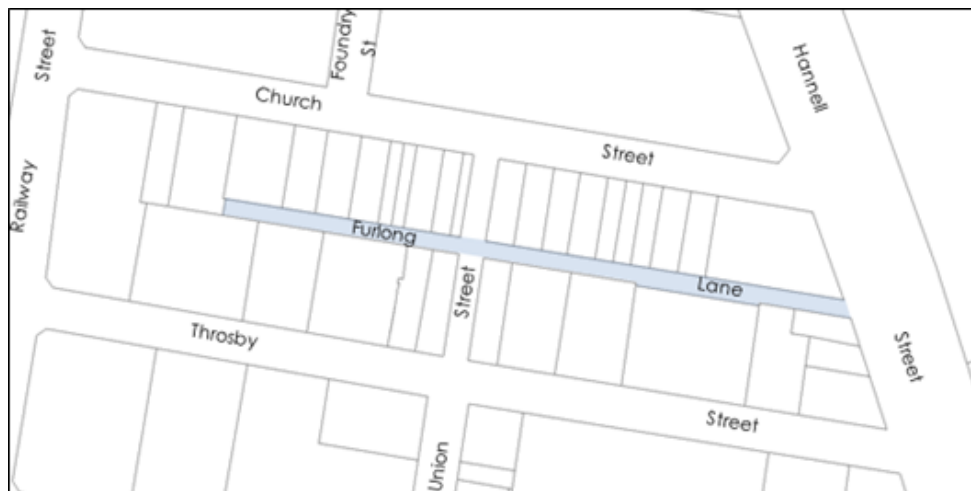 Street
Foundry
St
Hannell
Church
Street
Railway
Furlong
Lane
Street
Throsby
Street
Street
Union